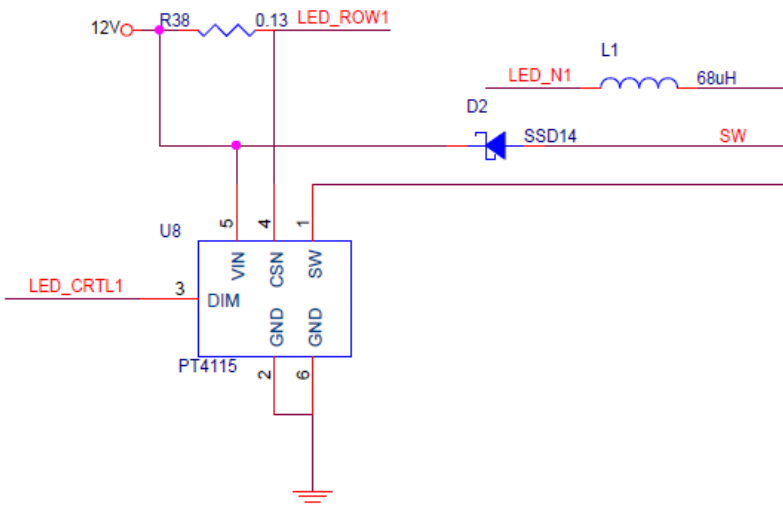 12V
R38
0.13
LED_ROW1
L1
LED_N1
68uH
D2
SSD14
SW
5
4
1
U8
VIN
CSN
SW
LED_CRTL1
3
DIM
GND
GND
PT4115
2
6